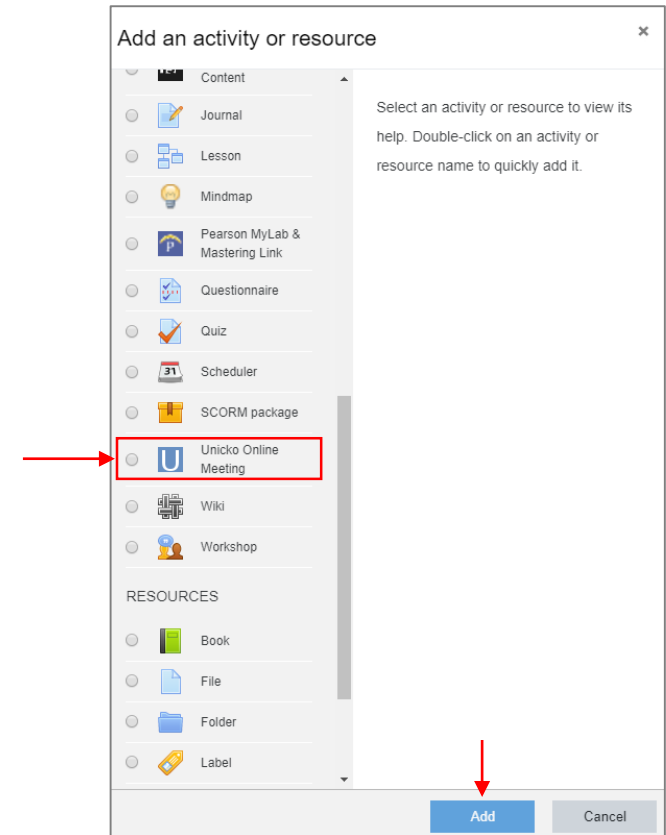 Add an activity or resource
×
Content
Journal
Lesson
Mindmap
Pearson MyLab &
Mastering Link
Questionnaire
Quiz
31
Scheduler
SCORM package
U
Unicko Online
Meeting
Wiki
Workshop
RESOURCES
Book
File
Folder
Label
Select an activity or resource to view its
help. Double-click on an activity or
resource name to quickly add it.
Add
Cancel